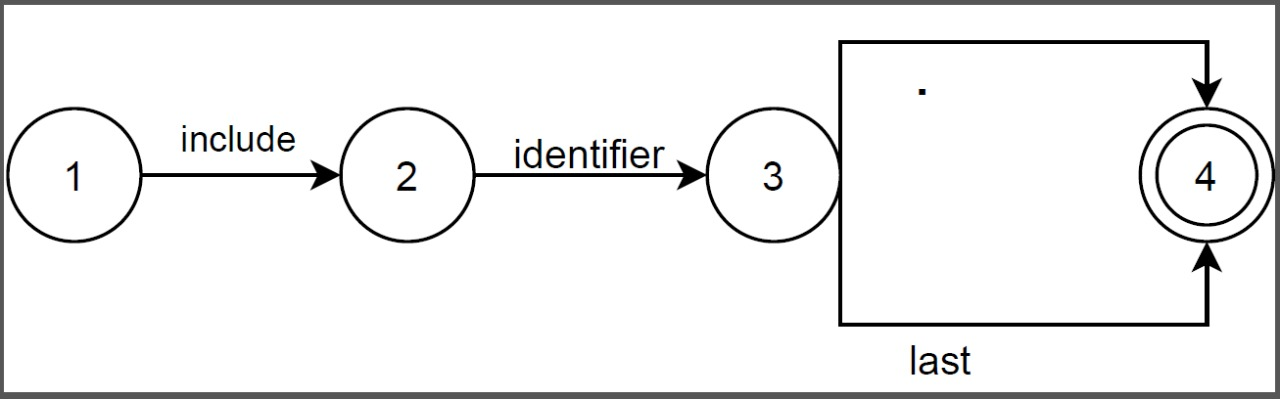 .
include
identifier
1
2
3
4
last